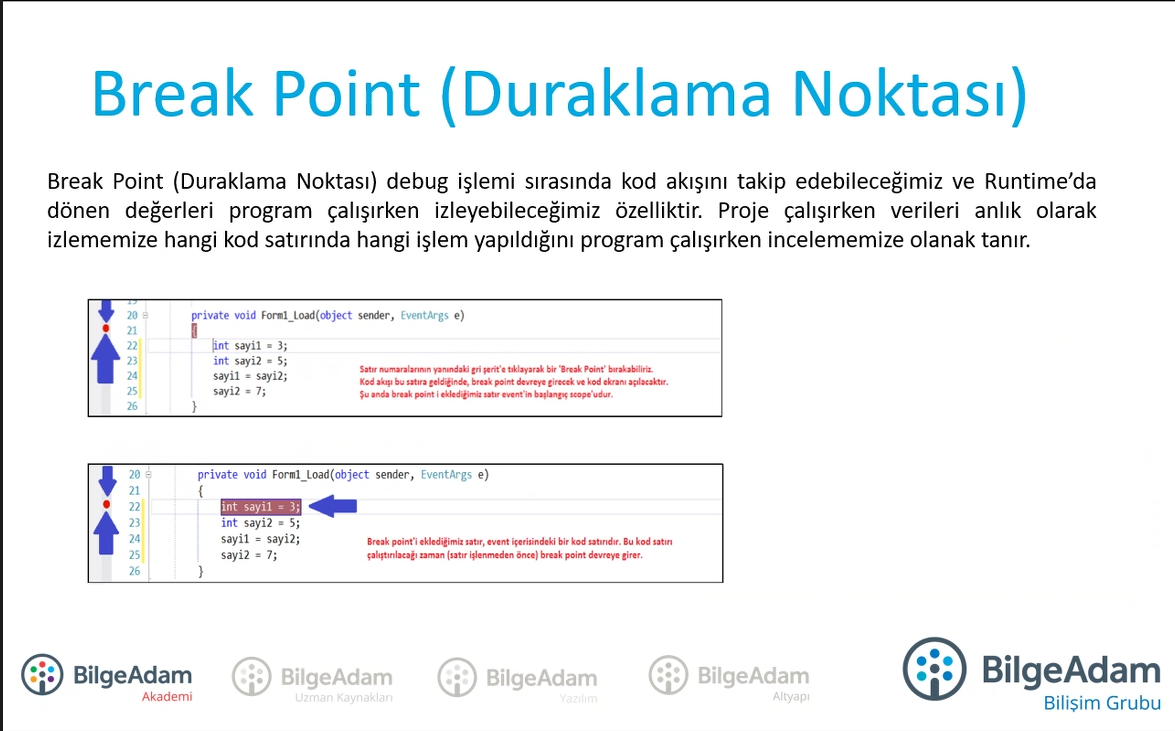 Break Point (Duraklama Noktası)
Break Point (Duraklama Noktası) debug işlemi sırasında kod akışını takip edebileceğimiz ve Runtime’da
dönen değerleri program çalışırken izleyebileceğimiz özelliktir. Proje çalışırken verileri anlık olarak
izlememize hangi kod satırında hangi işlem yapıldığını program çalışırken incelememize olanak tanır.
19
20 private void Form1_Load(object sender, EventArgs e)
21 {
22 int sayi1 = 3;
23 int sayi2 = 5;
24 sayi1 = sayi2;
25 sayi2 = 7;
26 }
Satır numaralarının yanındaki gri şerit'e tıklayarak bir 'Break Point' bırakabiliriz.
Kod akışı bu satıra geldiğinde, break point devreye girecek ve kod ekranı açılacaktır.
Şu anda break point i eklediğimiz satır event'in başlangıç scope'udur.
20 private void Form1_Load(object sender, EventArgs e)
21 {
22 int sayi1 = 3;
23 int sayi2 = 5;
24 sayi1 = sayi2;
25 sayi2 = 7;
26 }
Break point'i eklediğimiz satır, event içerisindeki bir kod satırıdır. Bu kod satırı
çalıştırılacağı zaman (satır işlenmeden önce) break point devreye girer.
BilgeAdam
Akademi
BilgeAdam
Uzman Kaynakları
BilgeAdam
Yazılım
BilgeAdam
Altyapı
BilgeAdam
Bilişim Grubu